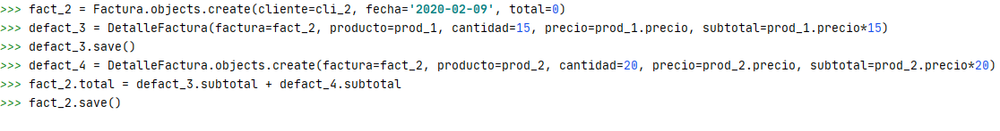 >>> fact_2 = Factura.objects.create(cliente=cli_2, fecha='2020-02-09', total=0)
>>> defact_3 = DetalleFactura(factura=fact_2, producto=prod_1, cantidad=15, precio=prod_1.precio, subtotal=prod_1.precio*15)
>>> defact_3.save()
>>> defact_4 = DetalleFactura.objects.create(factura=fact_2, producto=prod_2, cantidad=20, precio=prod_2.precio, subtotal=prod_2.precio*20)
>>> fact_2.total = defact_3.subtotal + defact_4.subtotal
>>> fact_2.save()